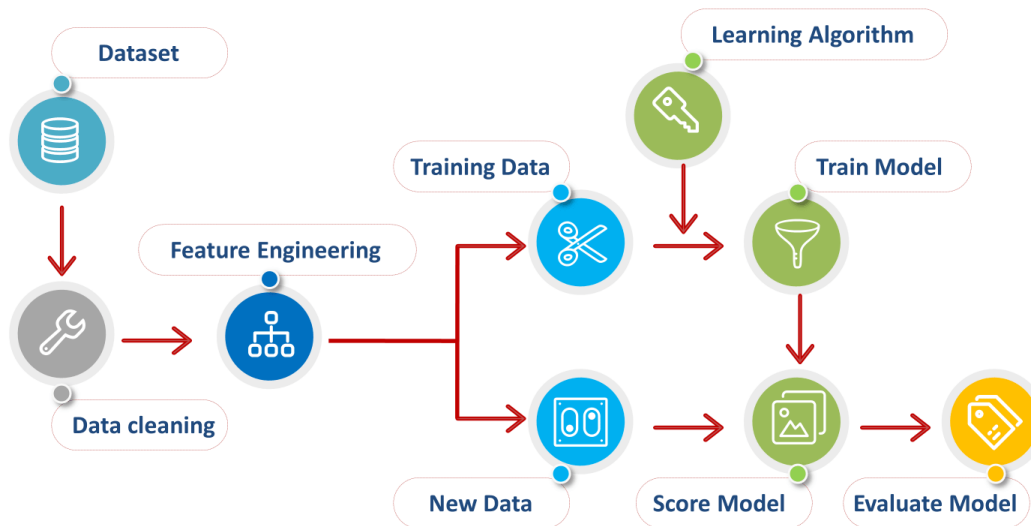 Dataset
Learning Algorithm
Training Data
Train Model
Feature Engineering
Data cleaning
New Data
Score Model
Evaluate Model